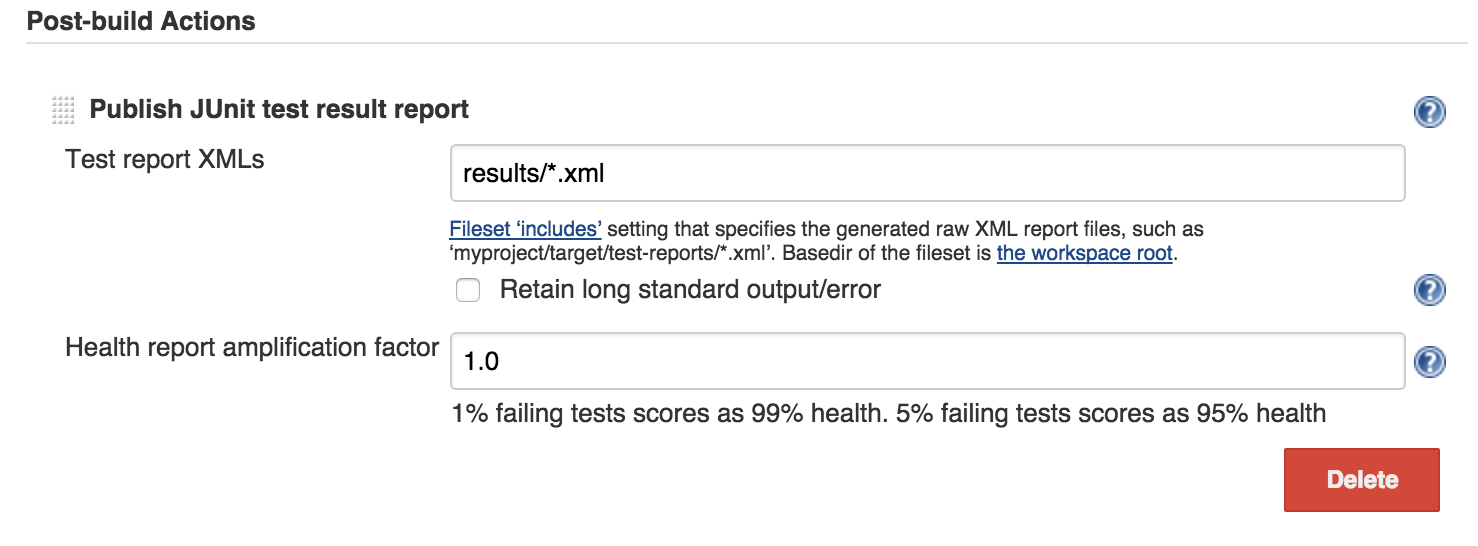 Post-build Actions
Publish JUnit test result report
Test report XMLs
results/*.xml
Fileset ‘includes’ setting that specifies the generated raw XML report files, such as
‘myproject/target/test-reports/*.xml’. Basedir of the fileset is the workspace root.
Retain long standard output/error
Health report amplification factor
1.0
1% failing tests scores as 99% health. 5% failing tests scores as 95% health
Delete